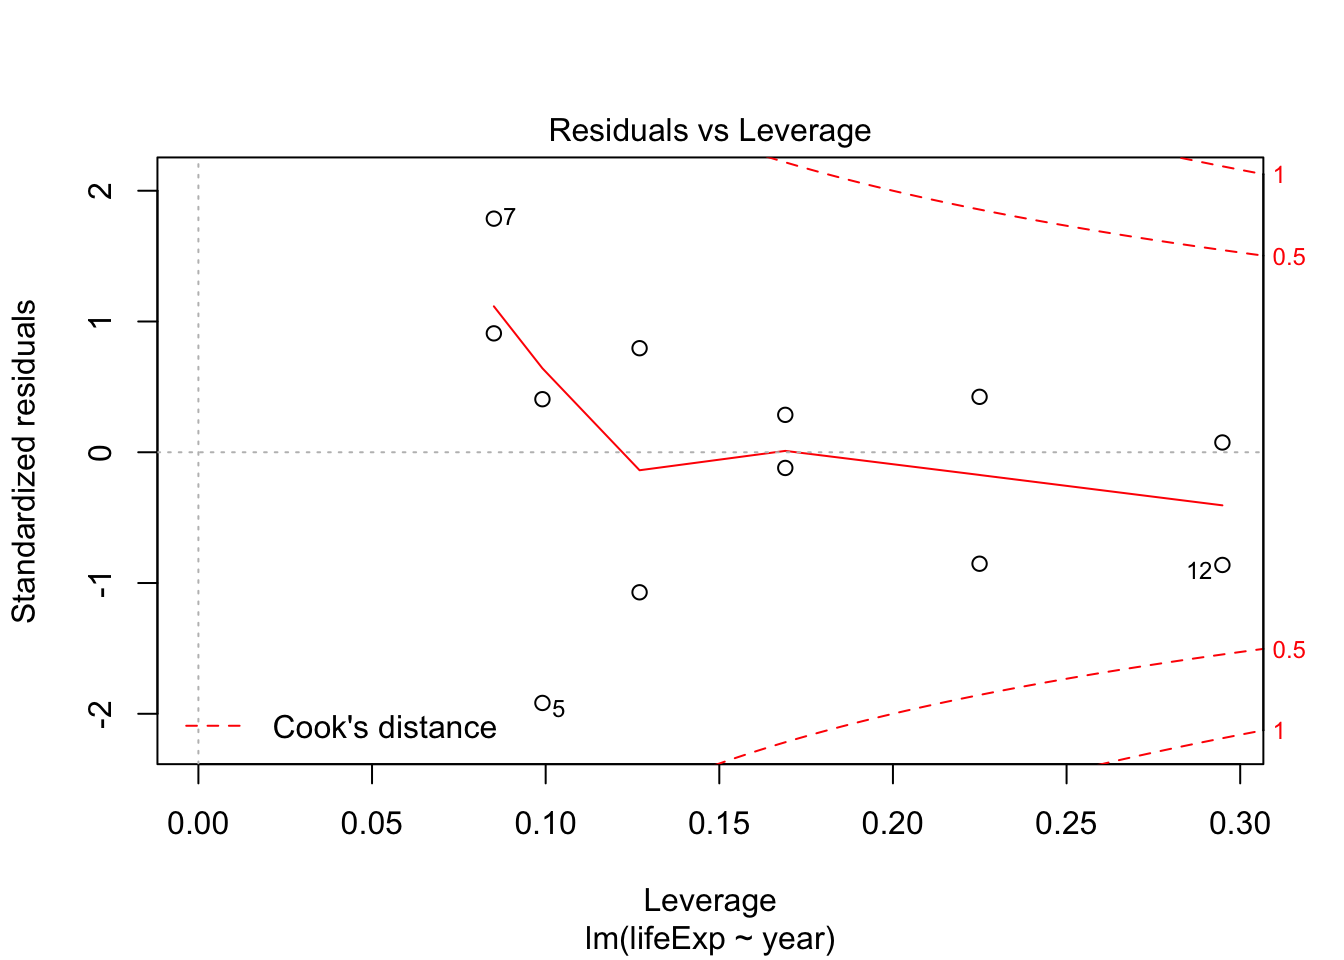 Residuals vs Leverage
Standardized residuals
2
1
0
-1
-2
7
5
12
1
0.5
0.5
1
Cook's distance
0.00 0.05 0.10 0.15 0.20 0.25 0.30
Leverage
lm(lifeExp ~ year)